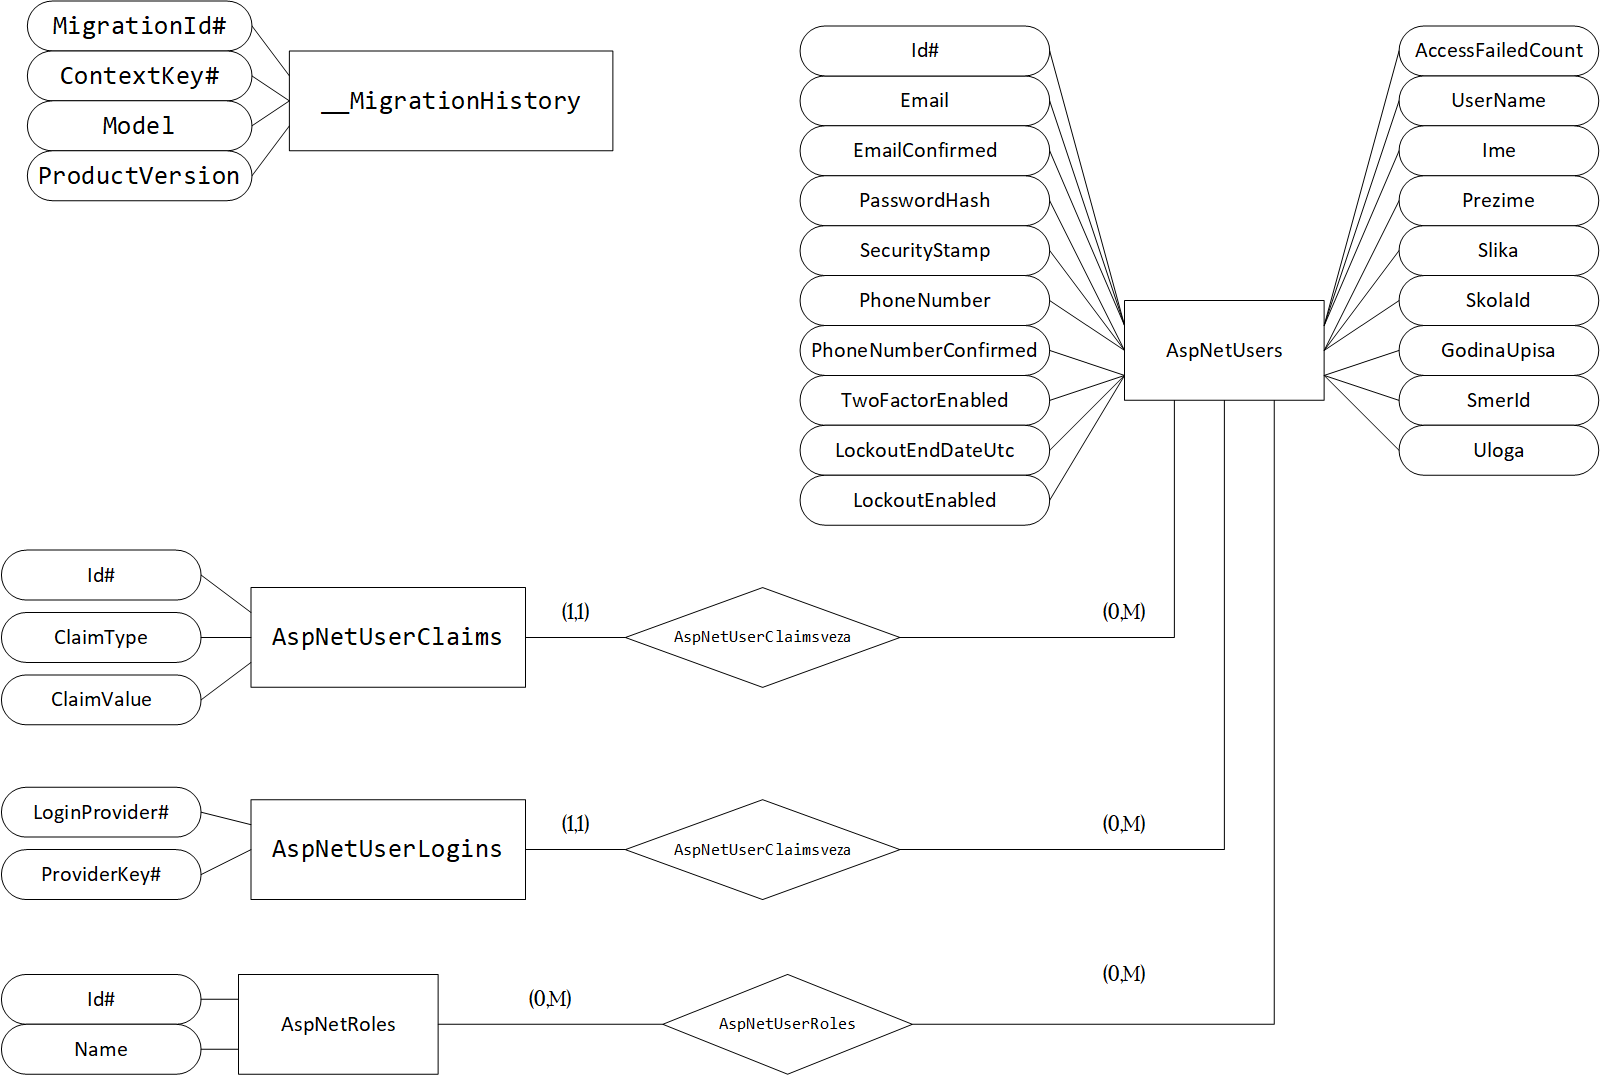 MigrationId#
ContextKey#
Model
ProductVersion
__MigrationHistory
Id#
Email
EmailConfirmed
PasswordHash
SecurityStamp
PhoneNumber
PhoneNumberConfirmed
TwoFactorEnabled
LockoutEndDateUtc
LockoutEnabled
AspNetUsers
AccessFailedCount
UserName
Ime
Prezime
Slika
SkolaId
GodinaUpisa
SmerId
Uloga
Id#
ClaimType
ClaimValue
AspNetUserClaims
(1,1)
AspNetUserClaimsveza
(0,M)
LoginProvider#
ProviderKey#
AspNetUserLogins
(1,1)
AspNetUserClaimsveza
(0,M)
Id#
Name
AspNetRoles
(0,M)
AspNetUserRoles
(0,M)